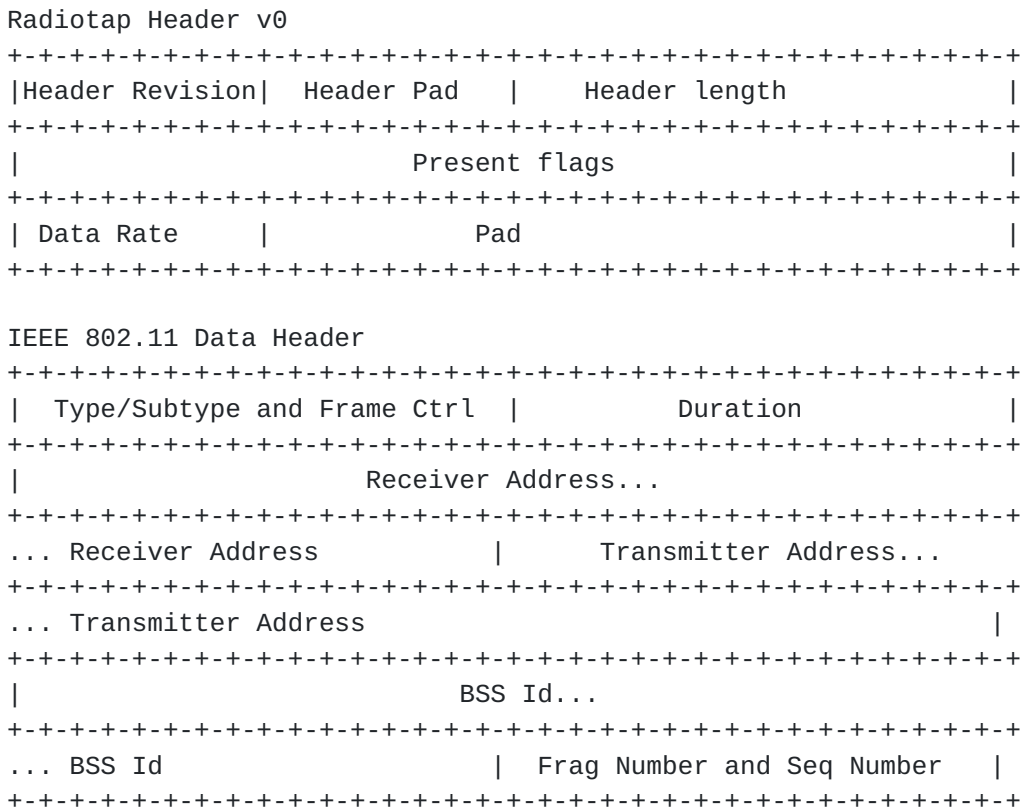 Radiotap Header v0
+-+-+-+-+-+-+-+-+-+-+-+-+-+-+-+-+-+-+-+-+-+-+-+-+-+-+-+-+-+-+-+-+-+
|Header Revision|  Header Pad   |    Header length              |
+-+-+-+-+-+-+-+-+-+-+-+-+-+-+-+-+-+-+-+-+-+-+-+-+-+-+-+-+-+-+-+-+-+
|                         Present flags                         |
+-+-+-+-+-+-+-+-+-+-+-+-+-+-+-+-+-+-+-+-+-+-+-+-+-+-+-+-+-+-+-+-+-+
| Data Rate     |             Pad                               |
+-+-+-+-+-+-+-+-+-+-+-+-+-+-+-+-+-+-+-+-+-+-+-+-+-+-+-+-+-+-+-+-+-+

IEEE 802.11 Data Header
+-+-+-+-+-+-+-+-+-+-+-+-+-+-+-+-+-+-+-+-+-+-+-+-+-+-+-+-+-+-+-+-+-+
|  Type/Subtype and Frame Ctrl  |          Duration             |
+-+-+-+-+-+-+-+-+-+-+-+-+-+-+-+-+-+-+-+-+-+-+-+-+-+-+-+-+-+-+-+-+-+
|                      Receiver Address...
+-+-+-+-+-+-+-+-+-+-+-+-+-+-+-+-+-+-+-+-+-+-+-+-+-+-+-+-+-+-+-+-+-+
... Receiver Address           |      Transmitter Address...
+-+-+-+-+-+-+-+-+-+-+-+-+-+-+-+-+-+-+-+-+-+-+-+-+-+-+-+-+-+-+-+-+-+
... Transmitter Address                                        |
+-+-+-+-+-+-+-+-+-+-+-+-+-+-+-+-+-+-+-+-+-+-+-+-+-+-+-+-+-+-+-+-+-+
|                            BSS Id...
+-+-+-+-+-+-+-+-+-+-+-+-+-+-+-+-+-+-+-+-+-+-+-+-+-+-+-+-+-+-+-+-+-+
... BSS Id                     |  Frag Number and Seq Number   |
+-+-+-+-+-+-+-+-+-+-+-+-+-+-+-+-+-+-+-+-+-+-+-+-+-+-+-+-+-+-+-+-+-+